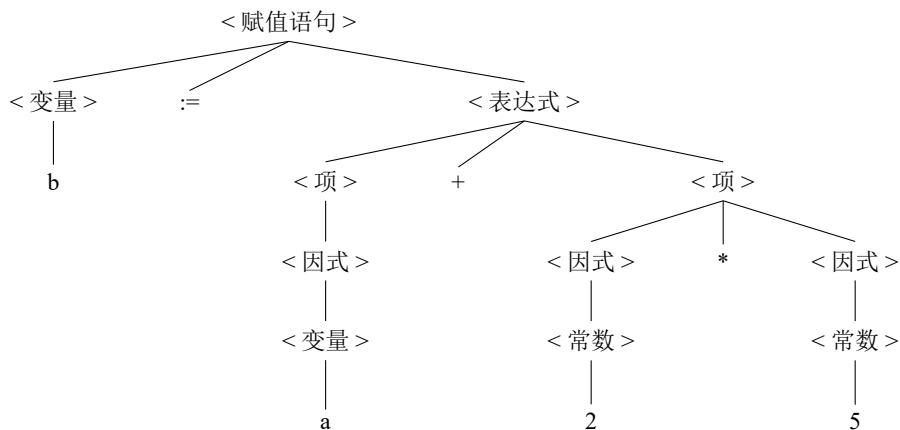 < 赋值语句 >
< 变量 > := < 表达式 >
b < 项 > + < 项 >
< 因式 > < 因式 > * < 因式 >
< 变量 > < 常数 > < 常数 >
a 2 5